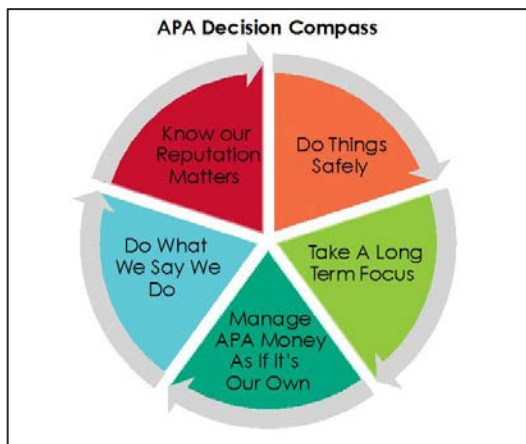 APA Decision Compass
Know our
Reputation
Matters
Do Things
Safely
Do What
We Say We
Do
Take A Long
Term Focus
Manage
APA Money
As If It's
Our Own